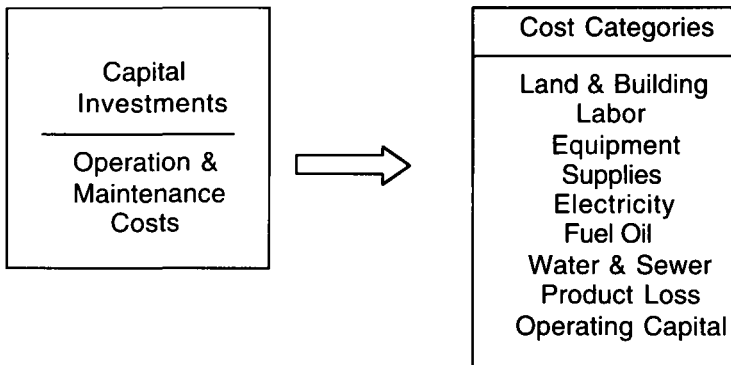 Capital
Investments
Operation &
Maintenance
Costs
Cost Categories
Land & Building
Labor
Equipment
Supplies
Electricity
Fuel Oil
Water & Sewer
Product Loss
Operating Capital